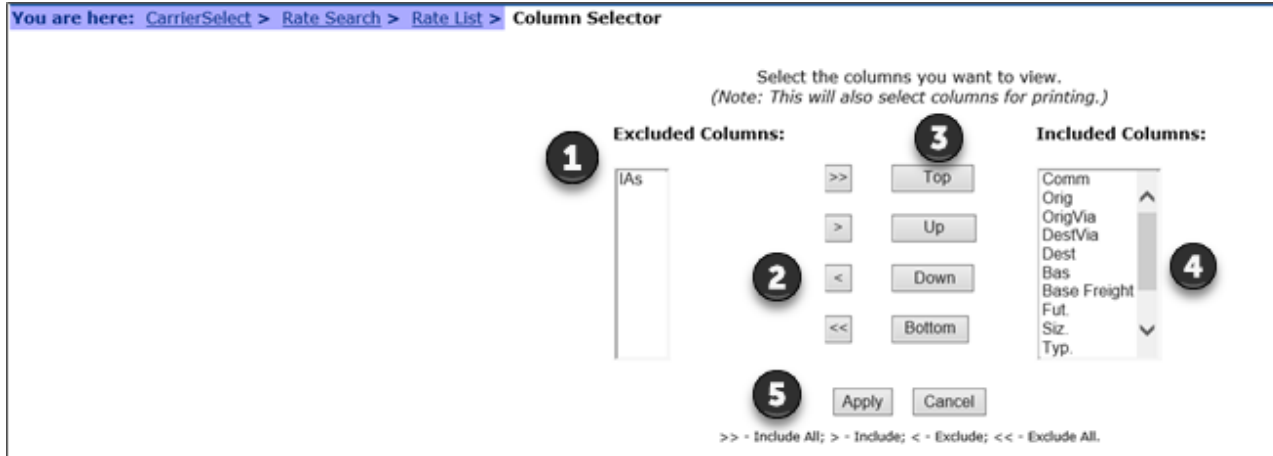 You are here: CarrierSelect > Rate Search > Rate List > Column Selector
Select the columns you want to view.
(Note: This will also select columns for printing.)
Excluded Columns:
3
Included Columns:
1
IAs
>>
Top
Comm
Orig
OrigVia
>
Up
DestVia
Dest
2
<
Down
Bas
4
Base Freight
Fut.
<<
Bottom
Siz.
Typ.
5
Apply
Cancel
>> - Include All; > - Include; < - Exclude; << - Exclude All.